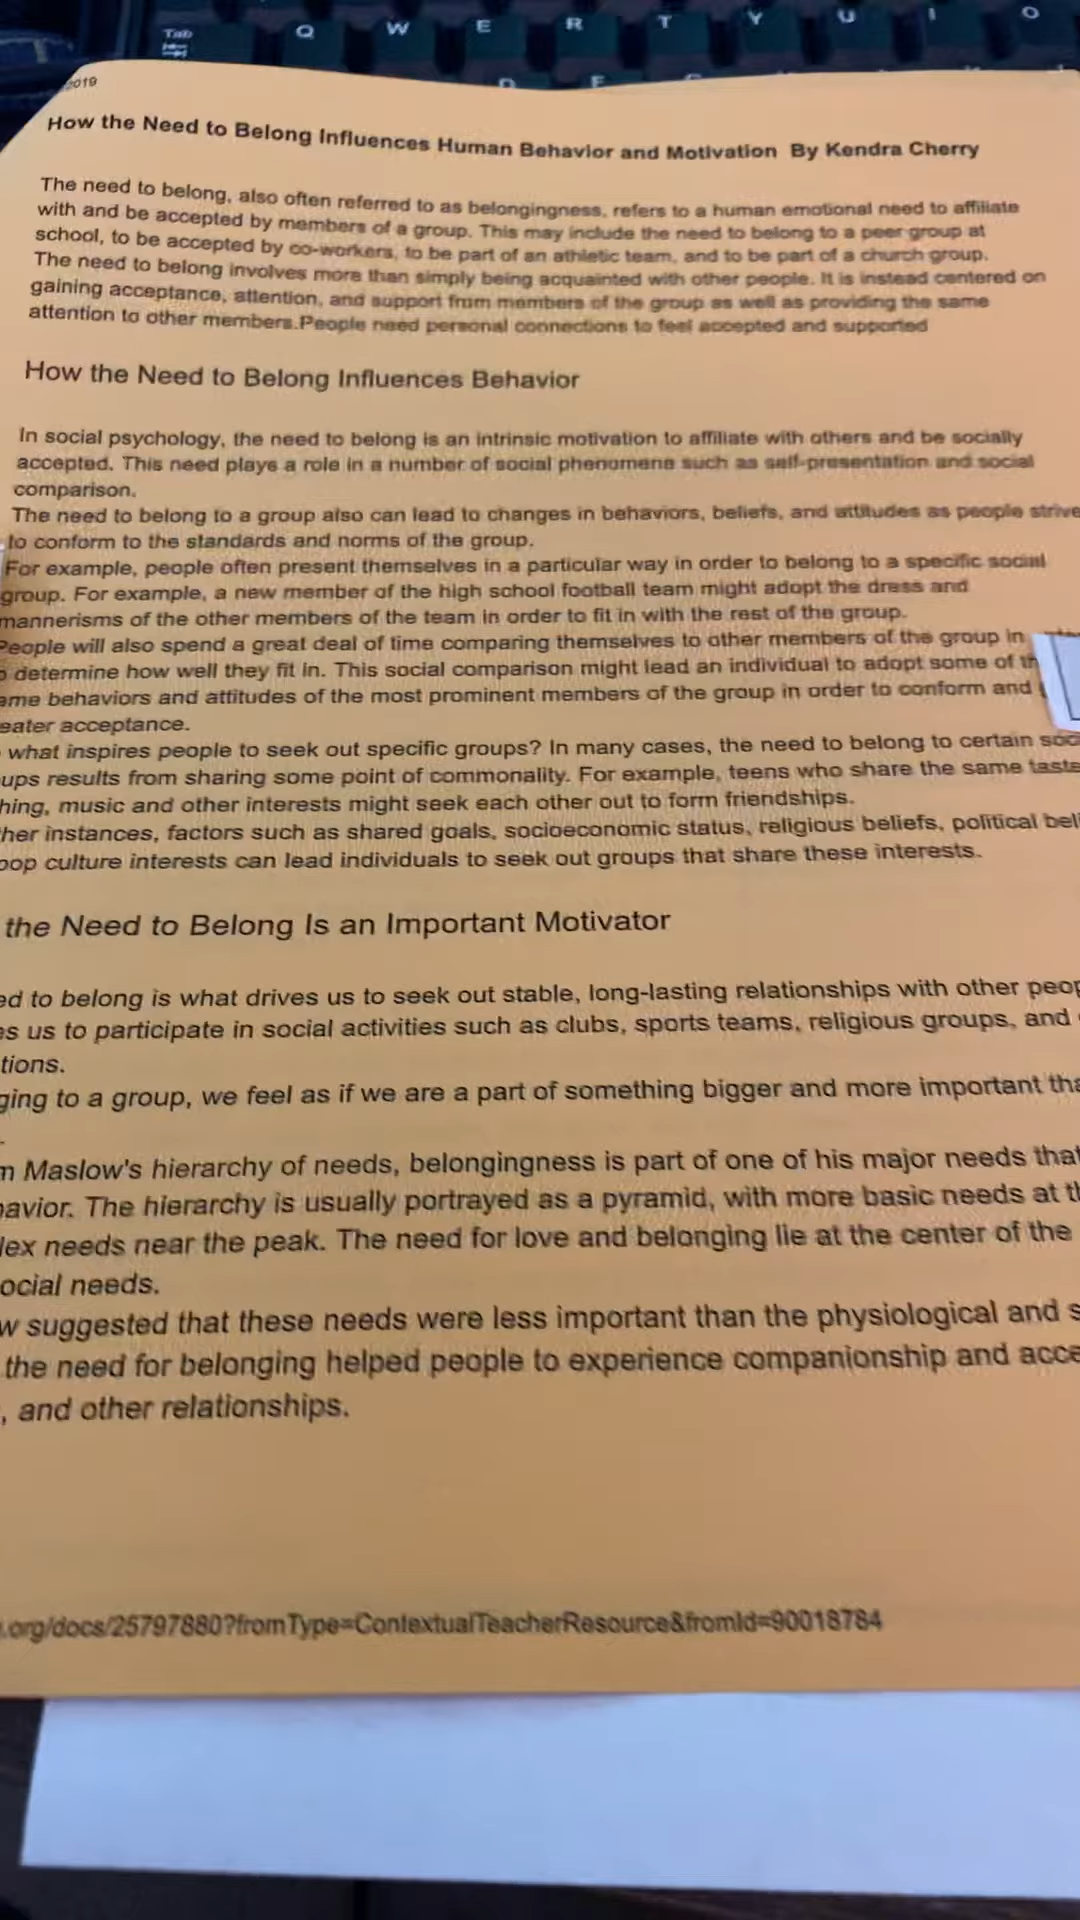 Tab
Q W E R T Y U I O
2019
How the Need to Belong Influences Human Behavior and Motivation By Kendra Cherry
The need to belong, also often referred to as belongingness, refers to a human emotional need to affiliate
with and be accepted by members of a group. This may include the need to belong to a peer group at
school, to be accepted by co-workers, to be part of an athletic team, and to be part of a church group.
The need to belong involves more than simply being acquainted with other people. It is instead centered on
gaining acceptance, attention, and support from members of the group as well as providing the same
attention to other members.People need personal connections to feel accepted and supported
How the Need to Belong Influences Behavior
In social psychology, the need to belong is an intrinsic motivation to affiliate with others and be socially
accepted. This need plays a role in a number of social phenomena such as self-presentation and social
comparison.
The need to belong to a group also can lead to changes in behaviors, beliefs, and attitudes as people strive
to conform to the standards and norms of the group.
For example, people often present themselves in a particular way in order to belong to a specific social
group. For example, a new member of the high school football team might adopt the dress and
mannerisms of the other members of the team in order to fit in with the rest of the group.
People will also spend a great deal of time comparing themselves to other members of the group in
determine how well they fit in. This social comparison might lead an individual to adopt some of th
ame behaviors and attitudes of the most prominent members of the group in order to conform and
eater acceptance.
what inspires people to seek out specific groups? In many cases, the need to belong to certain soc
ups results from sharing some point of commonality. For example, teens who share the same taste
hing, music and other interests might seek each other out to form friendships.
her instances, factors such as shared goals, socioeconomic status, religious beliefs, political beli
pop culture interests can lead individuals to seek out groups that share these interests.
the Need to Belong Is an Important Motivator
ed to belong is what drives us to seek out stable, long-lasting relationships with other peop
es us to participate in social activities such as clubs, sports teams, religious groups, and
tions.
ging to a group, we feel as if we are a part of something bigger and more important tha
m Maslow's hierarchy of needs, belongingness is part of one of his major needs that
avior. The hierarchy is usually portrayed as a pyramid, with more basic needs at th
lex needs near the peak. The need for love and belonging lie at the center of the
ocial needs.
w suggested that these needs were less important than the physiological and s
the need for belonging helped people to experience companionship and acce
, and other relationships.
.org/docs/25797880?fromType=ContextualTeacherResource&fromId=90018784